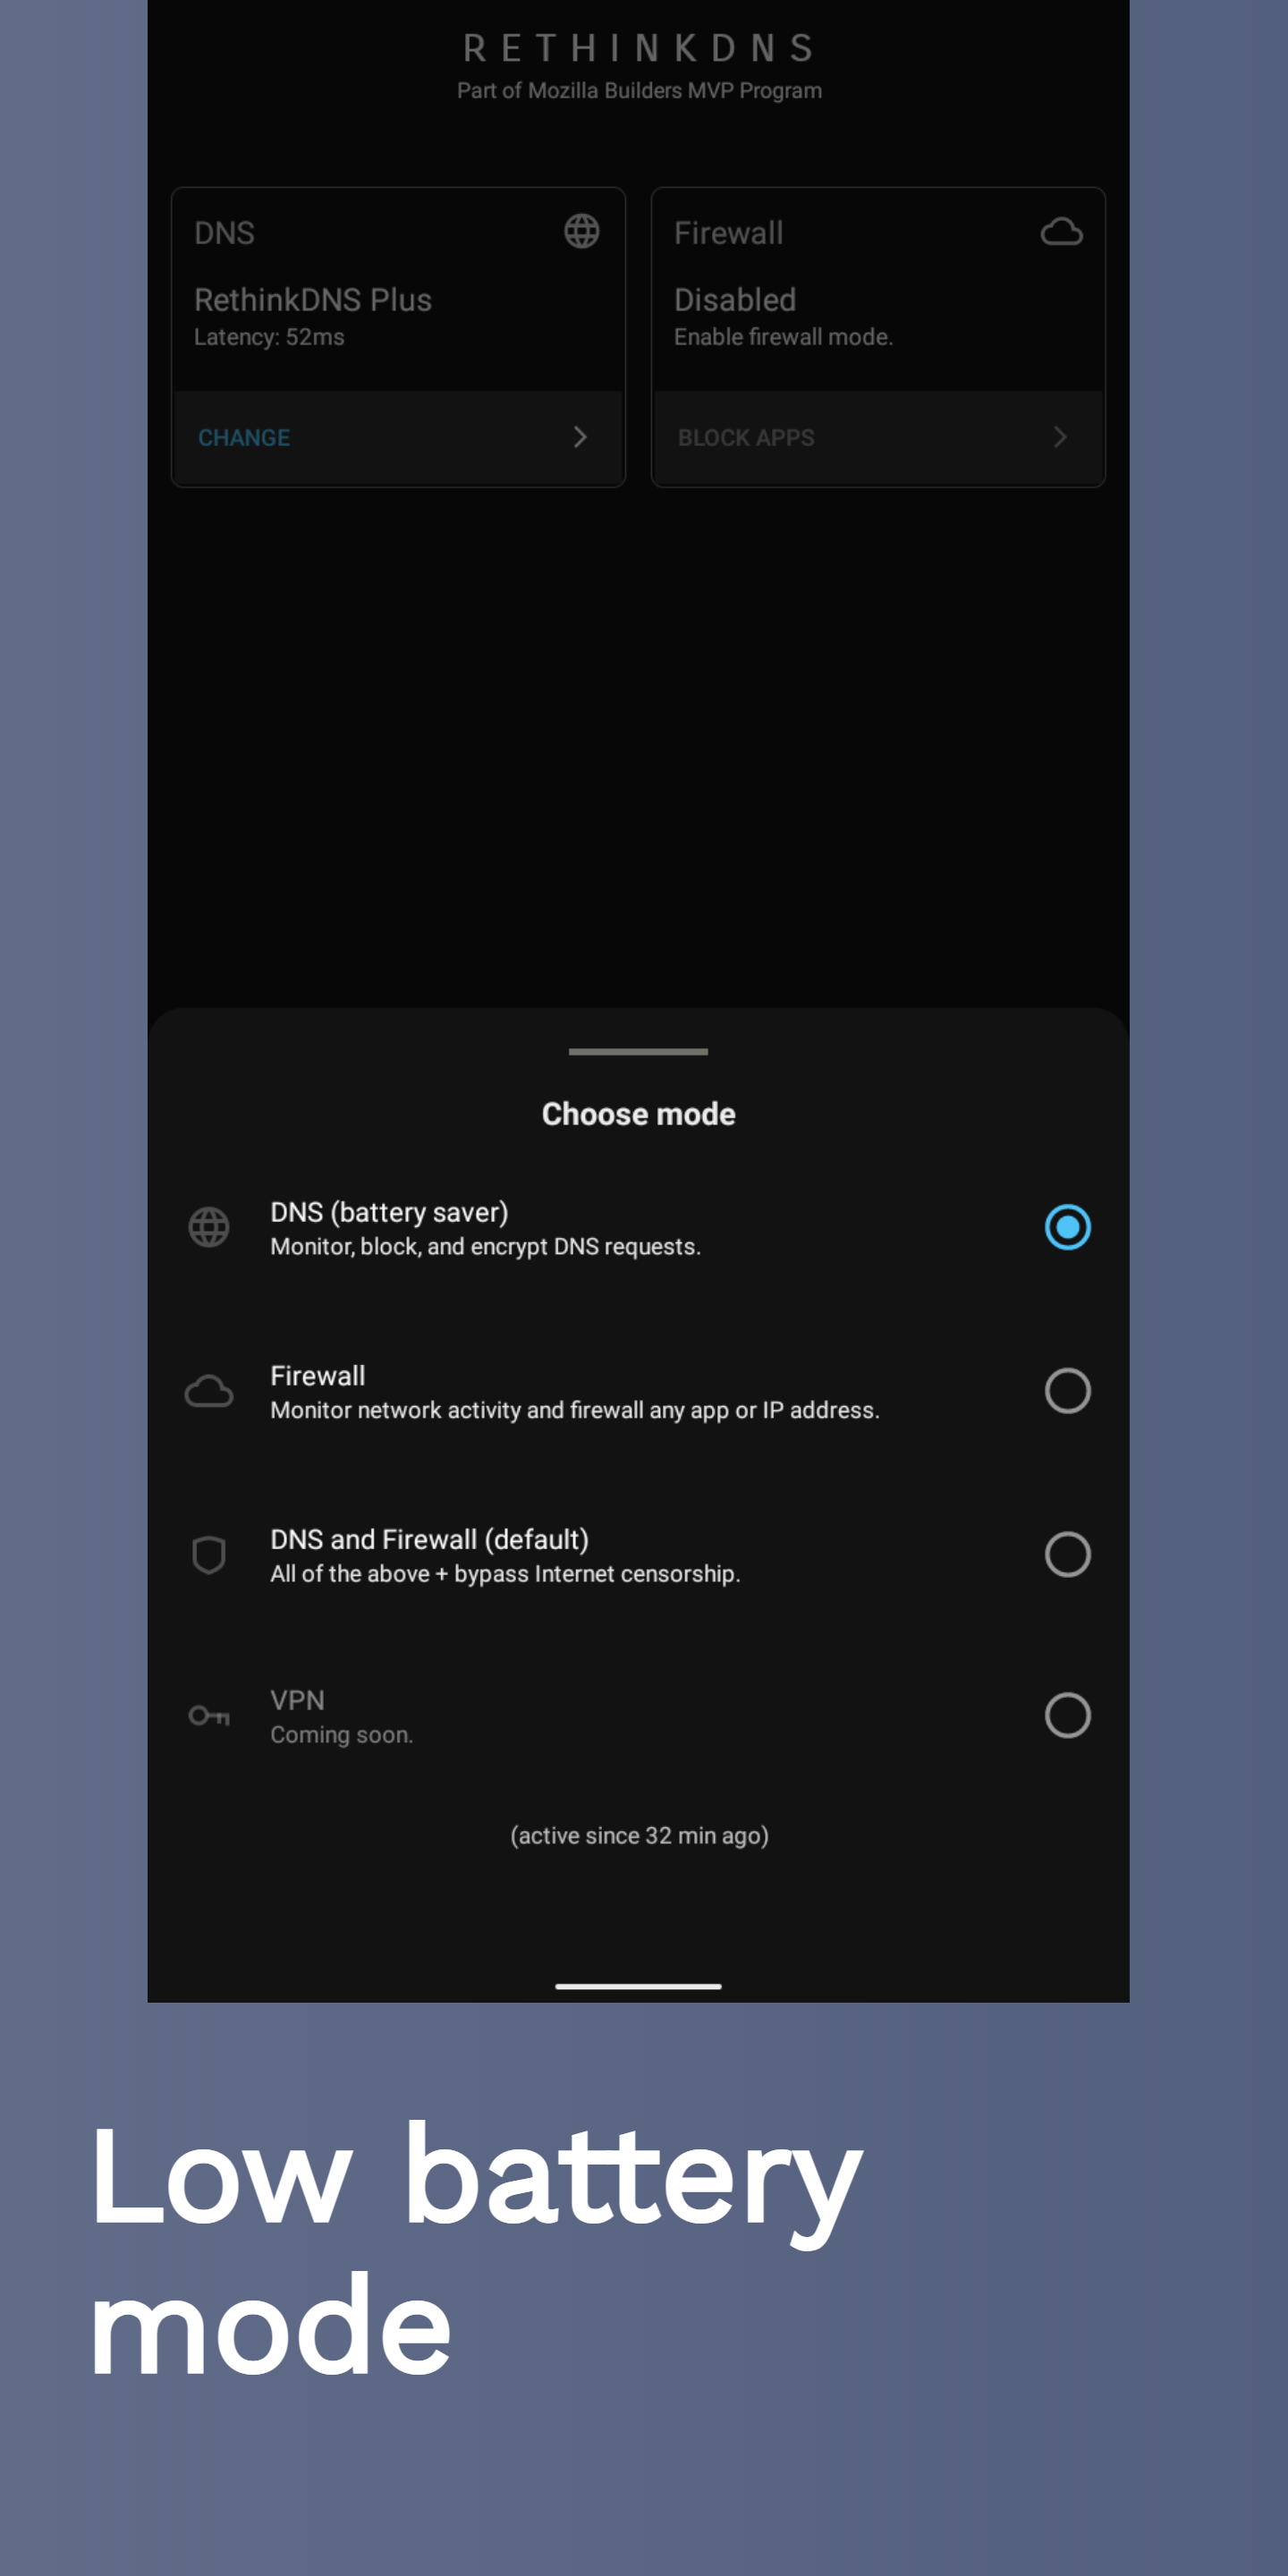 RETHINKDNS
Part of Mozilla Builders MVP Program
DNS
RethinkDNS Plus
Latency: 52ms
CHANGE
Firewall
Disabled
Enable firewall mode.
BLOCK APPS
Choose mode
DNS (battery saver)
Monitor, block, and encrypt DNS requests.
Firewall
Monitor network activity and firewall any app or IP address.
DNS and Firewall (default)
All of the above + bypass Internet censorship.
VPN
Coming soon.
(active since 32 min ago)
Low battery
mode